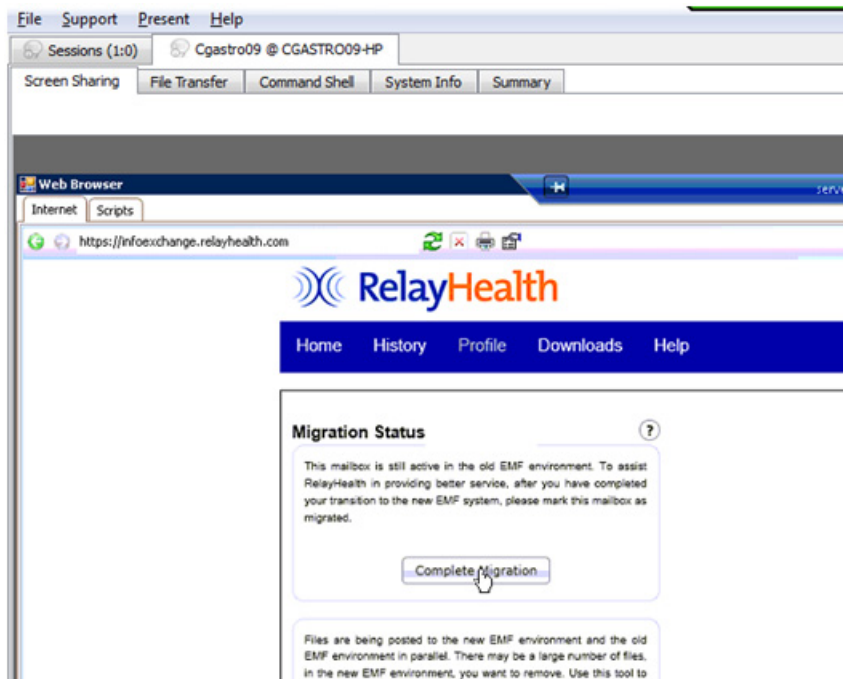 File Support Present Help
Sessions (1:0) Cgastro09 @ CGASTRO09-HP
Screen Sharing File Transfer Command Shell System Info Summary
Web Browser
serve
Internet Scripts
https://infoexchange.relayhealth.com
RelayHealth
Home History Profile Downloads Help
Migration Status ?
This mailbox is still active in the old EMF environment. To assist
RelayHealth in providing better service, after you have completed
your transition to the new EMF system, please mark this mailbox as
migrated.
Complete Migration
Files are being posted to the new EMF environment and the old
EMF environment in parallel. There may be a large number of files,
in the new EMF environment, you want to remove. Use this tool to